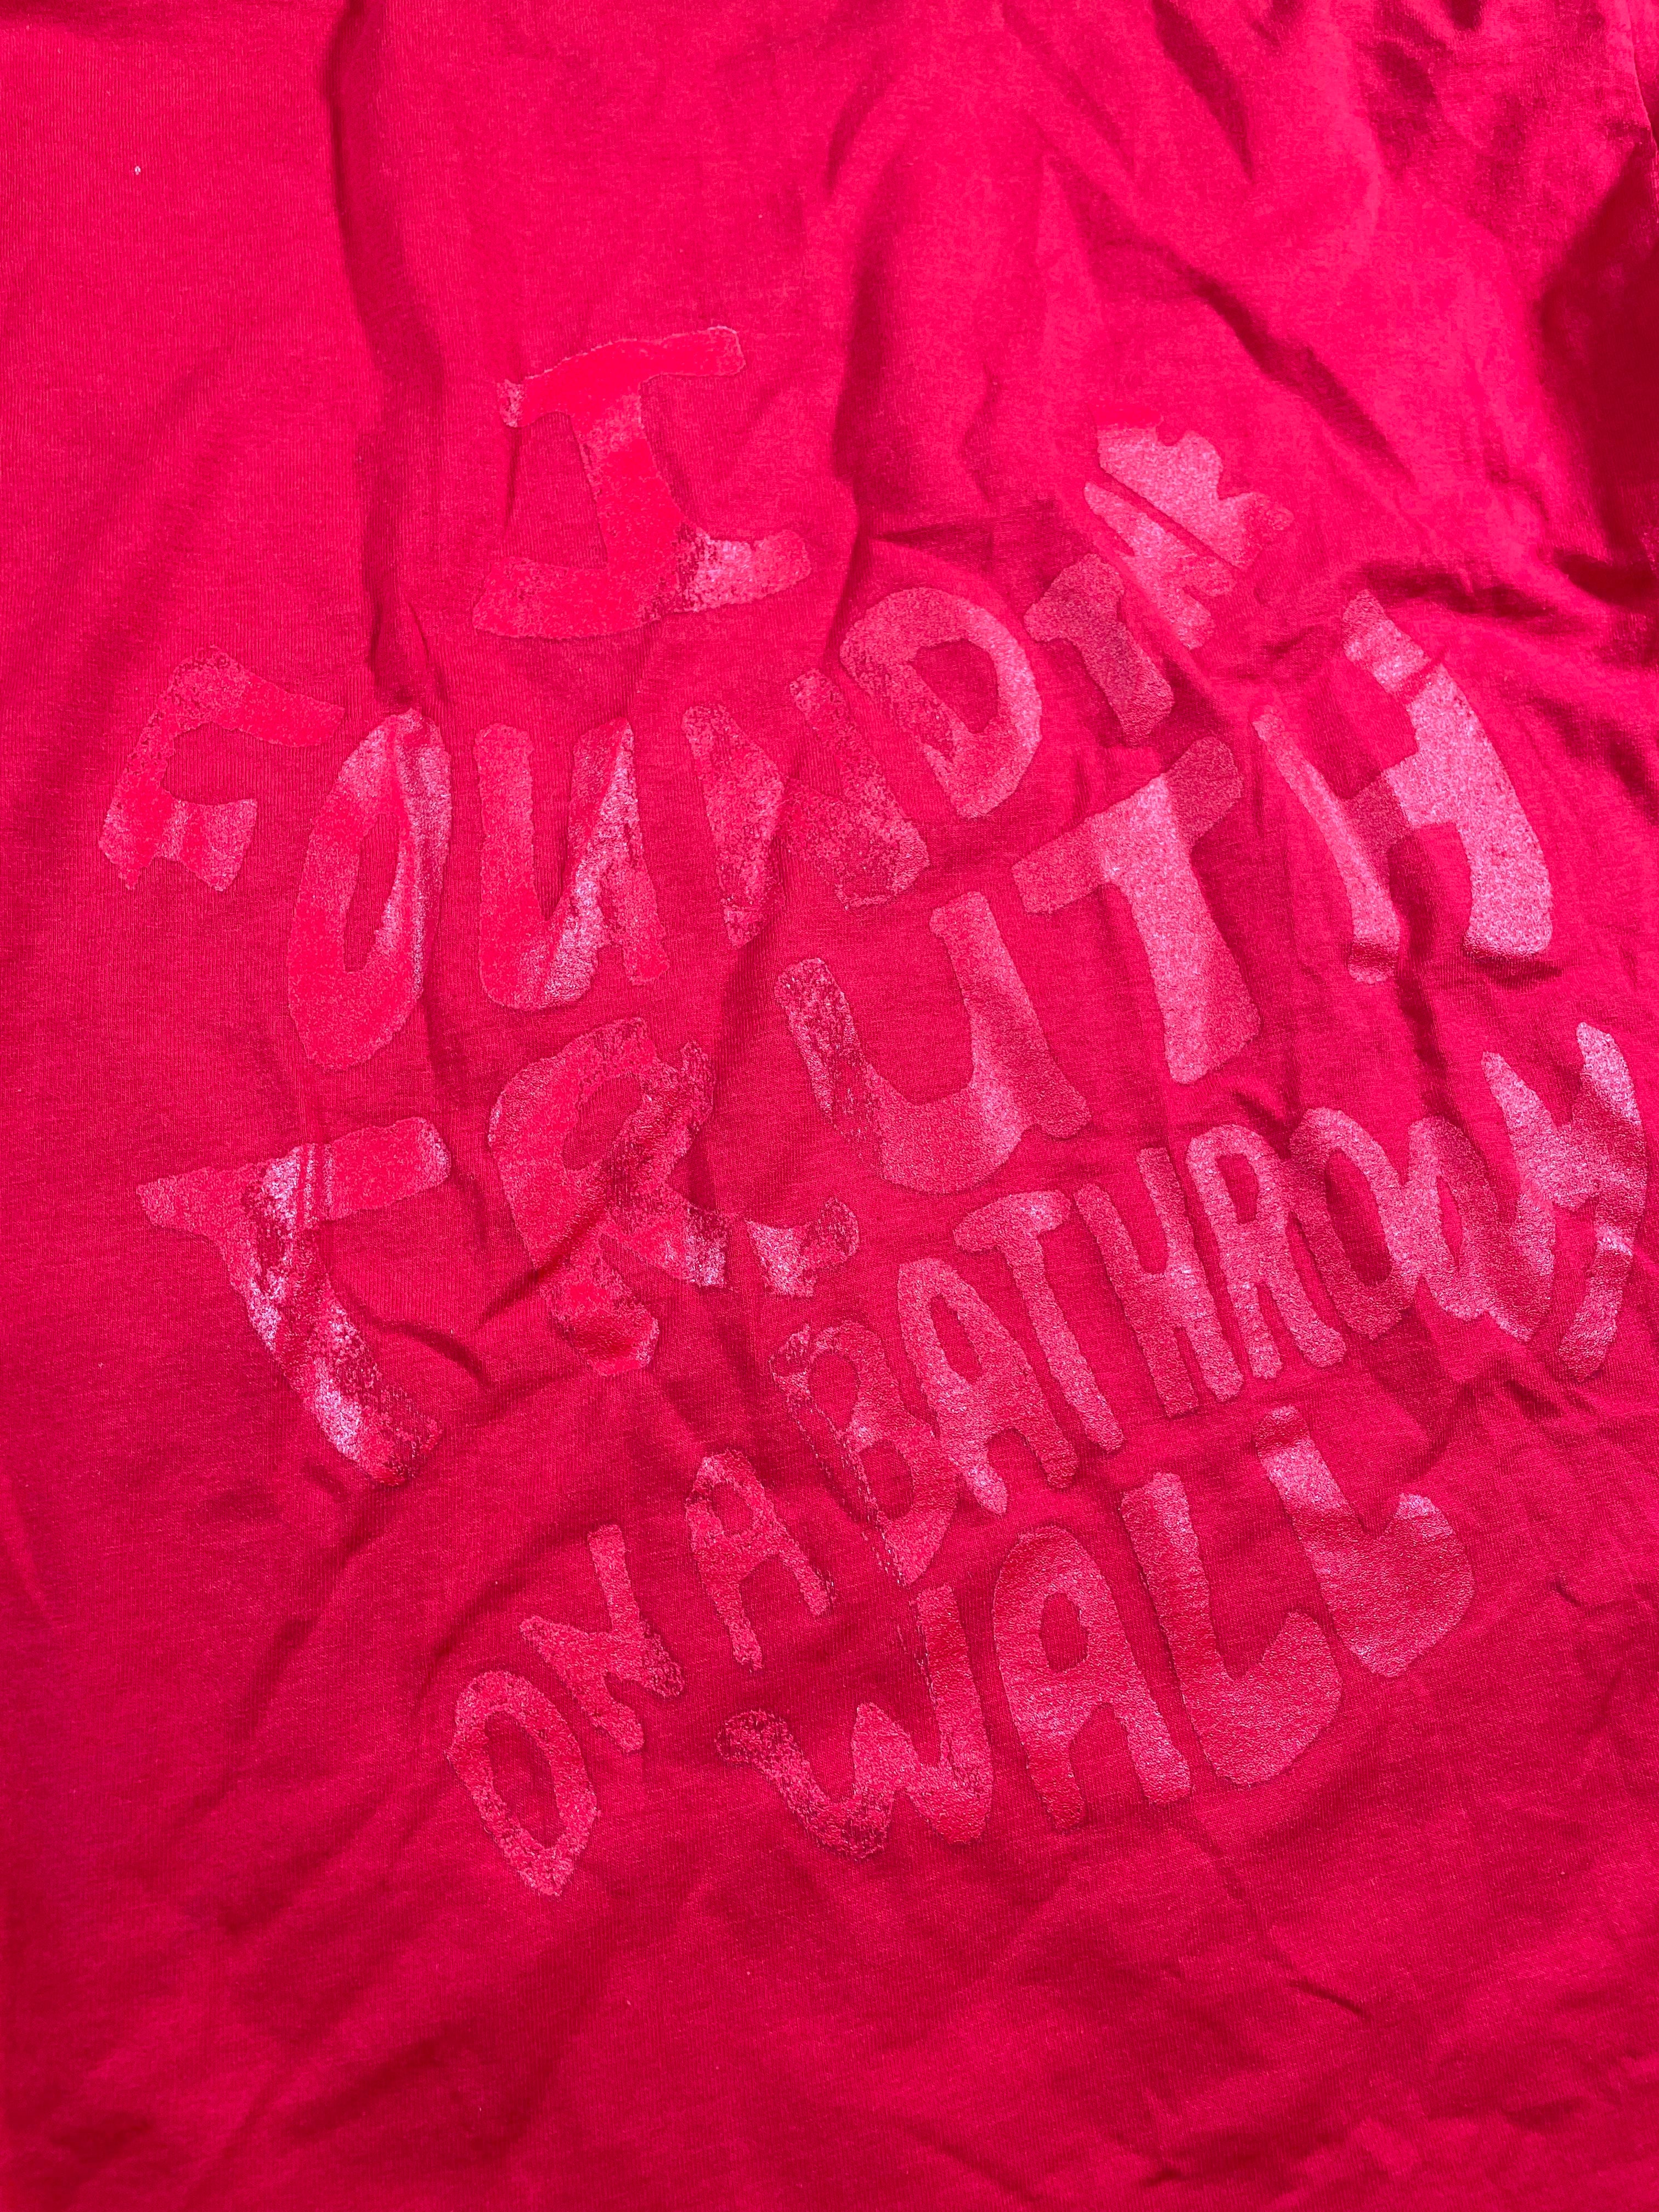 I
FOUND THE
TRUTH
ON A BATHROOM
WALL